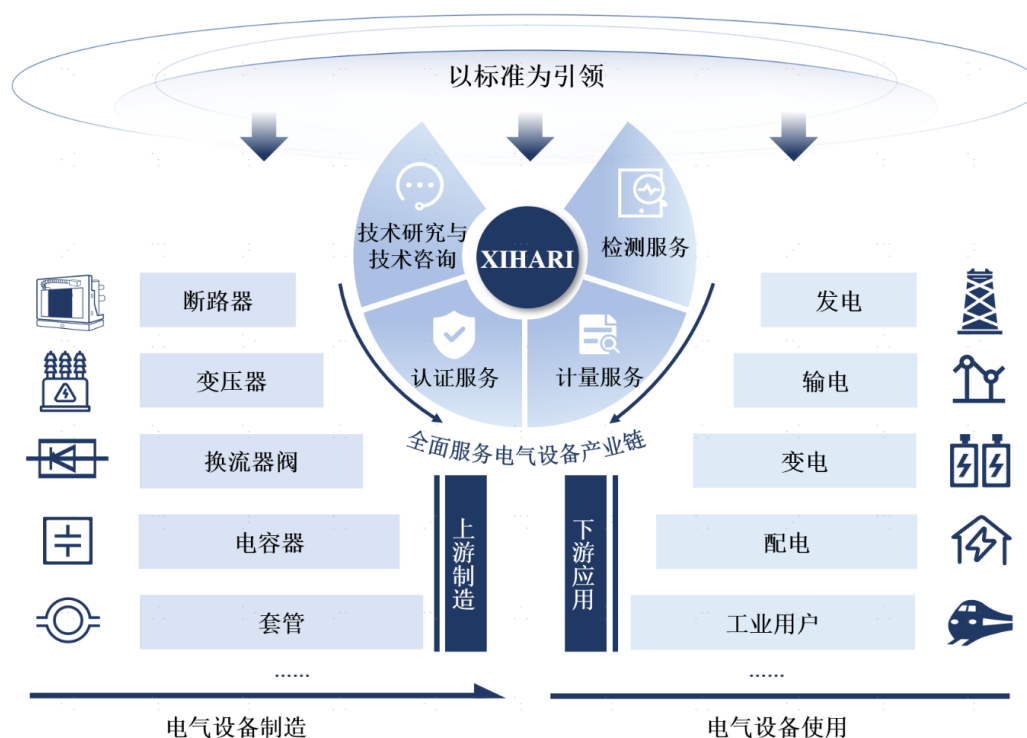 以标准为引领
技术研究与
技术咨询
XIHARI
检测服务
认证服务
计量服务
全面服务电气设备产业链
断路器
变压器
换流器阀
电容器
套管
......
上游制造
下游应用
发电
输电
变电
配电
工业用户
......
电气设备制造
电气设备使用